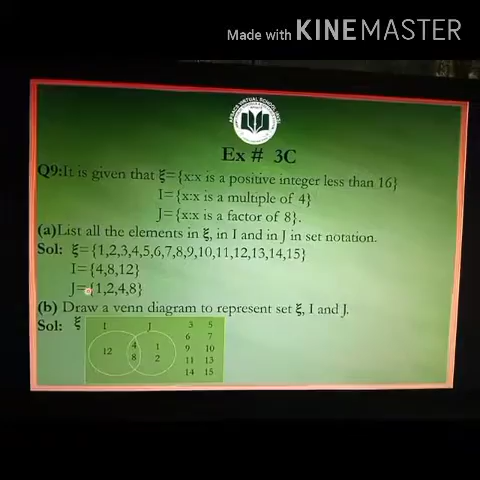 Made with KINEMASTER
Ex # 3C
Q9:It is given that ξ={x:x is a positive integer less than 16}
I={x:x is a multiple of 4}
J={x:x is a factor of 8}.
(a)List all the elements in ξ, in I and in J in set notation.
Sol: ξ={1,2,3,4,5,6,7,8,9,10,11,12,13,14,15}
I={4,8,12}
J={1,2,4,8}
(b) Draw a venn diagram to represent set ξ, I and J.
Sol: ξ I J 3 5
4 1 6 7
12 8 2 9 10
11 13
14 15